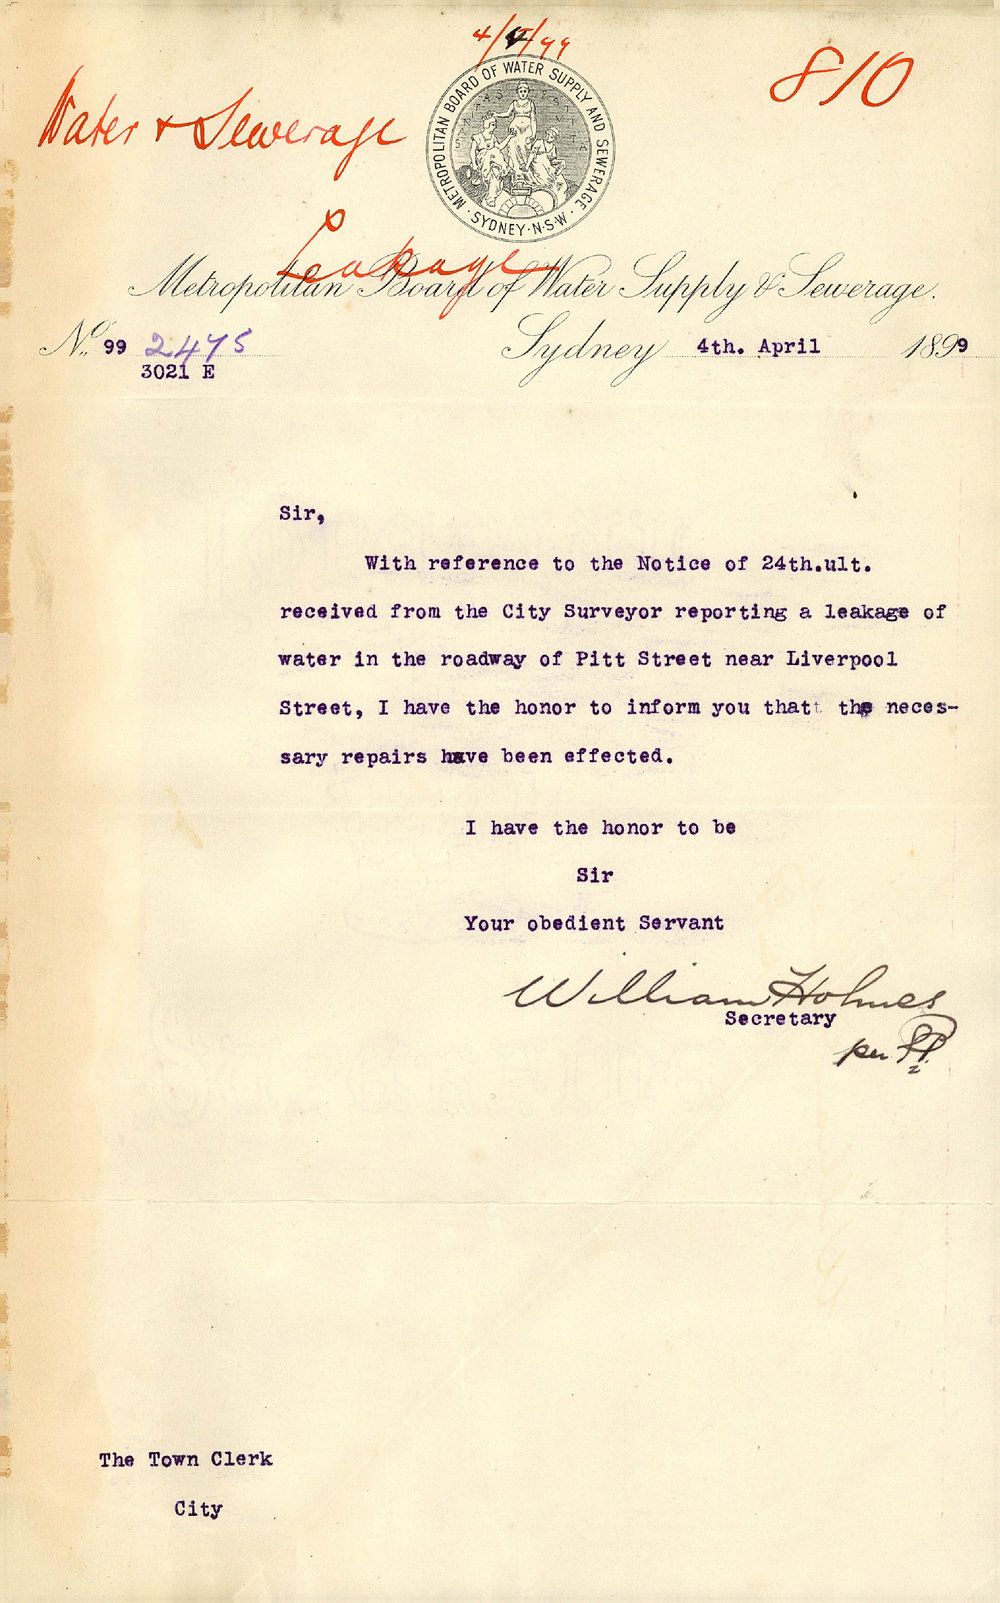 4/4/99
810
Water & Sewerage
METROPOLITAN BOARD OF WATER SUPPLY AND SEWERAGE.
SYDNEY·N·S·W·
Leakage
Metropolitan Board of Water Supply & Sewerage.
No. 99 2475
3021 E
Sydney 4th. April 1899
Sir,
With reference to the Notice of 24th.ult.
received from the City Surveyor reporting a leakage of
water in the roadway of Pitt Street near Liverpool
Street, I have the honor to inform you that the neces-
sary repairs have been effected.
I have the honor to be
Sir
Your obedient Servant
William Holmes
Secretary
per
The Town Clerk
City